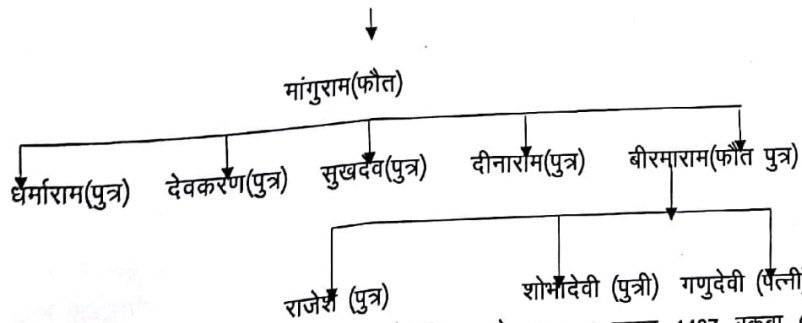 मांगुराम(फौत)
धर्माराम(पुत्र) देवकरण(पुत्र) सुखदेव(पुत्र) दीनाराम(पुत्र) बीरमाराम(फौत पुत्र)
राजेश (पुत्र) शोभादेवी (पुत्री) गणुदेवी (पत्नी)